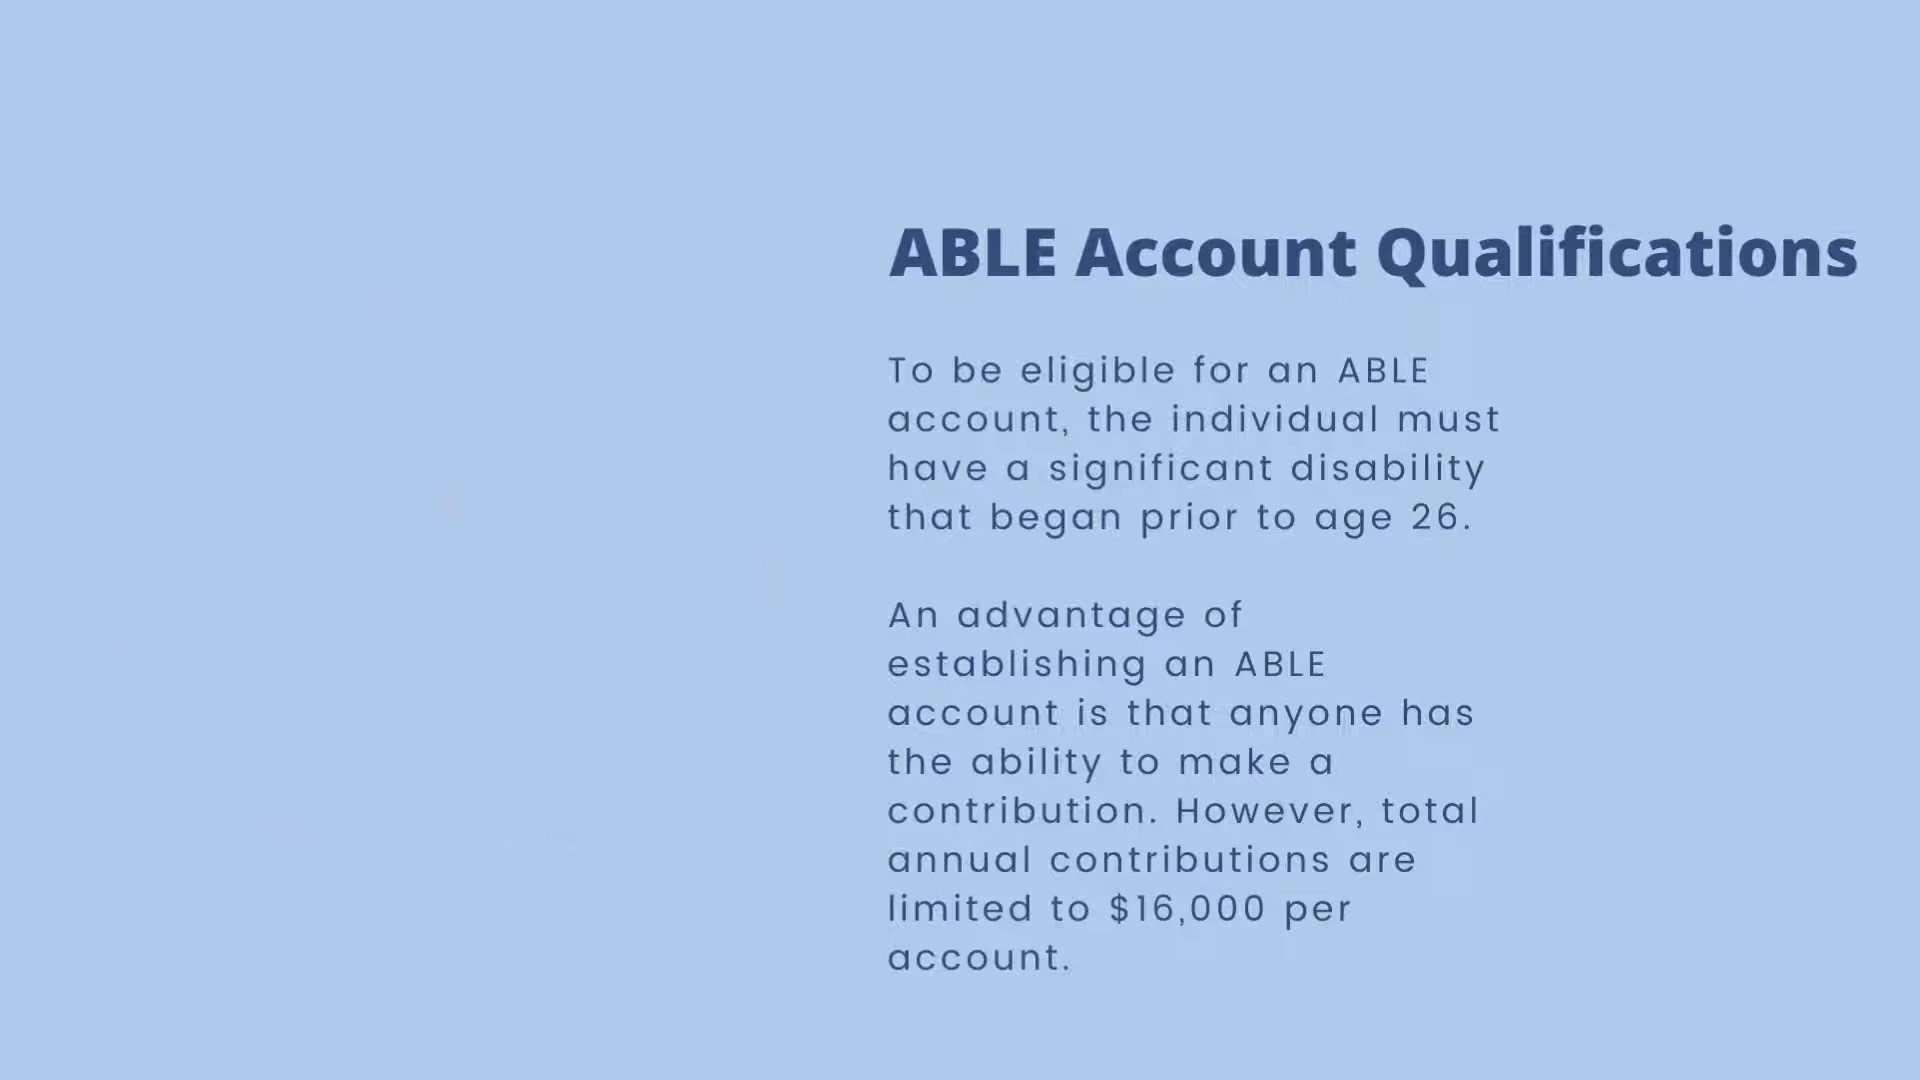 ABLE Account Qualifications
To be eligible for an ABLE
account, the individual must
have a significant disability
that began prior to age 26.
An advantage of
establishing an ABLE
account is that anyone has
the ability to make a
contribution. However, total
annual contributions are
limited to $16,000 per
account.